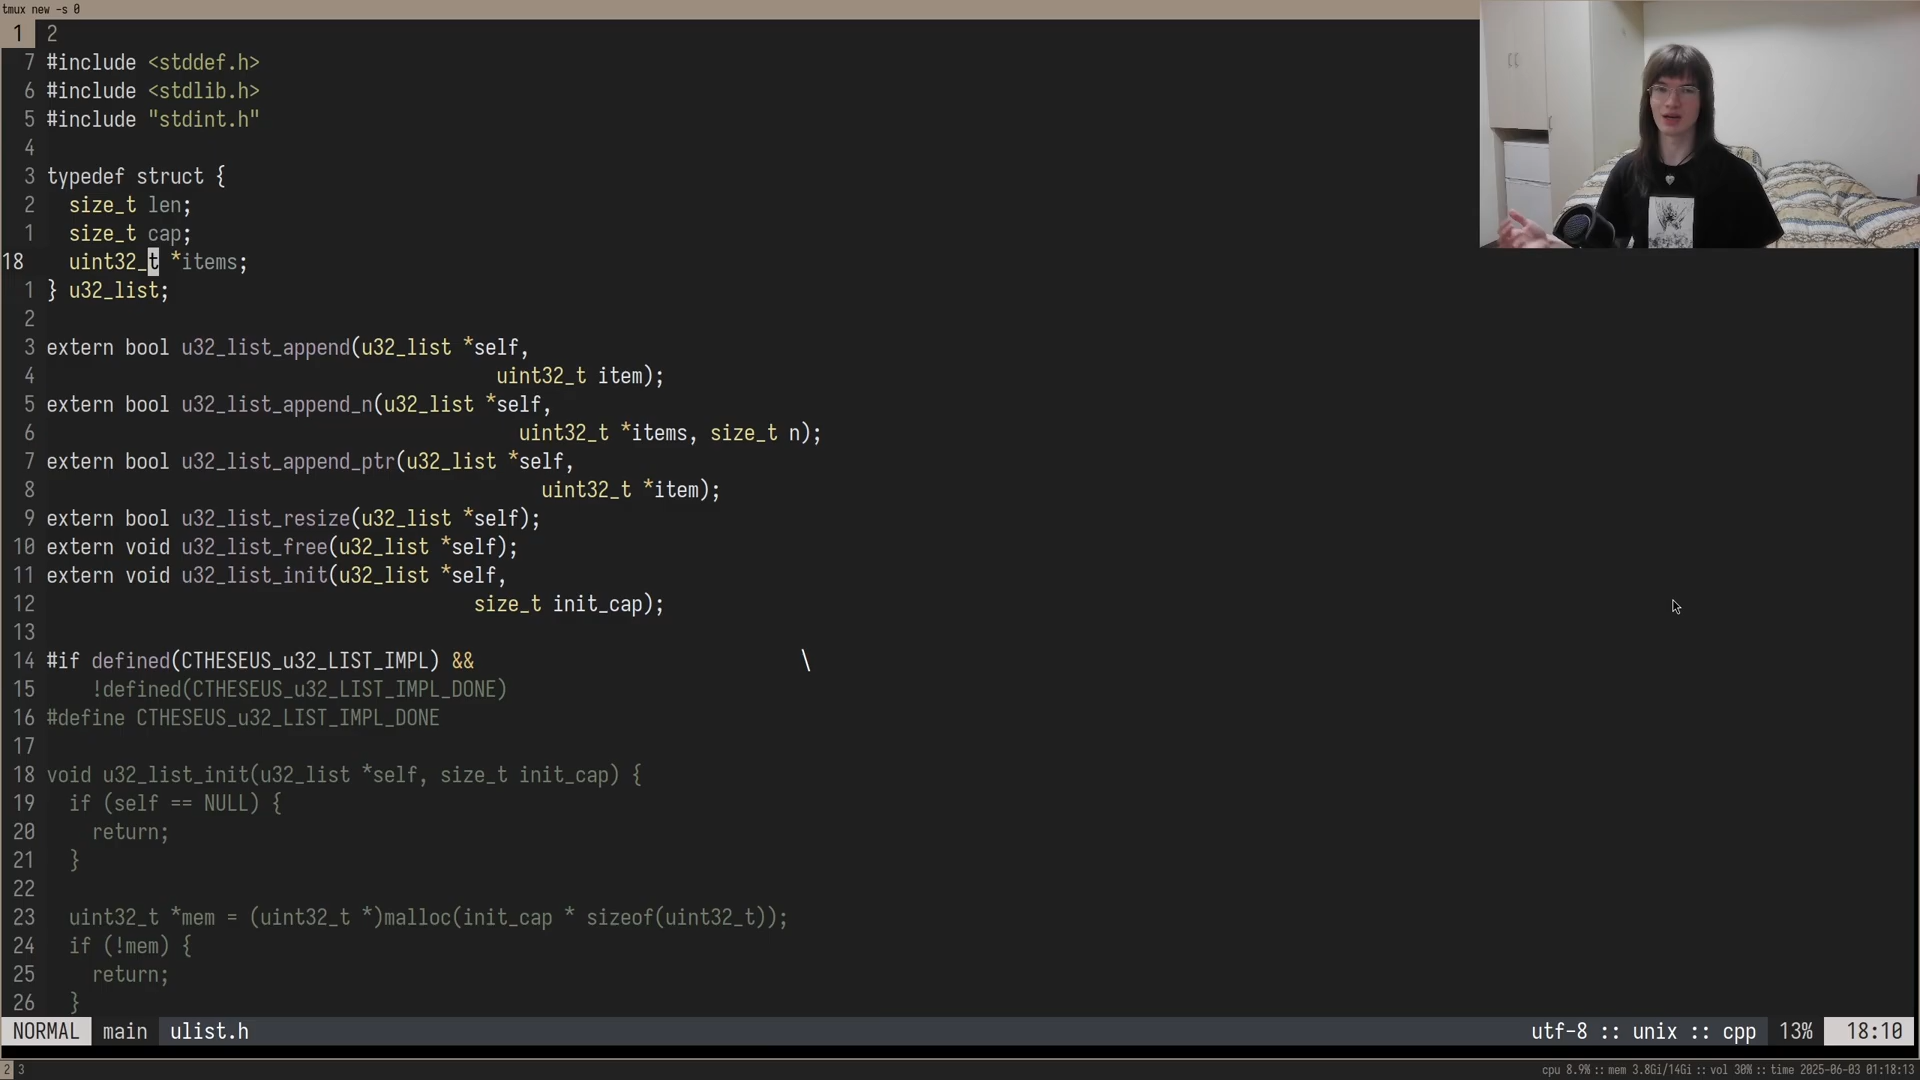 tmux new -s 0
1 2
7 #include <stddef.h>
6 #include <stdlib.h>
5 #include "stdint.h"
4
3 typedef struct {
2 size_t len;
1 size_t cap;
18 uint32_t *items;
1 } u32_list;
2
3 extern bool u32_list_append(u32_list *self,
4 uint32_t item);
5 extern bool u32_list_append_n(u32_list *self,
6 uint32_t *items, size_t n);
7 extern bool u32_list_append_ptr(u32_list *self,
8 uint32_t *item);
9 extern bool u32_list_resize(u32_list *self);
10 extern void u32_list_free(u32_list *self);
11 extern void u32_list_init(u32_list *self,
12 size_t init_cap);
13
14 #if defined(CTHESEUS_u32_LIST_IMPL) && \
15 !defined(CTHESEUS_u32_LIST_IMPL_DONE)
16 #define CTHESEUS_u32_LIST_IMPL_DONE
17
18 void u32_list_init(u32_list *self, size_t init_cap) {
19 if (self == NULL) {
20 return;
21 }
22
23 uint32_t *mem = (uint32_t *)malloc(init_cap * sizeof(uint32_t));
24 if (!mem) {
25 return;
26 }
NORMAL main ulist.h utf-8 :: unix :: cpp 13% 18:10
2 3 cpu 8.9% :: mem 3.8Gi/14Gi :: vol 30% :: time 2025-06-03 01:18:13